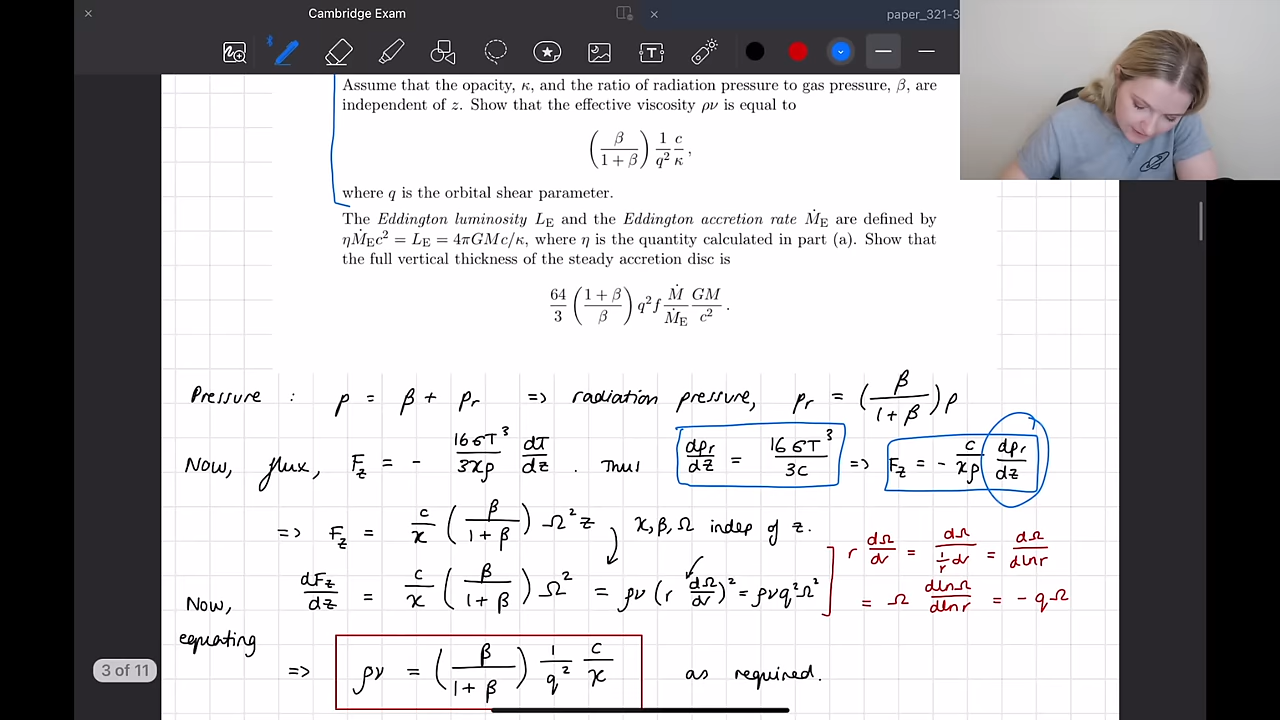 Cambridge Exam
paper_321-3
Assume that the opacity, κ, and the ratio of radiation pressure to gas pressure, β, are
independent of z. Show that the effective viscosity ρν is equal to
(β/(1 + β)) 1/q² c/κ ,
where q is the orbital shear parameter.
The Eddington luminosity L_E and the Eddington accretion rate Ṁ_E are defined by
ηṀ_E c² = L_E = 4πGMc/κ, where η is the quantity calculated in part (a). Show that
the full vertical thickness of the steady accretion disc is
64/3 ((1 + β)/β) q² f Ṁ/Ṁ_E GM/c² .
Pressure : p = β + p_r => radiation pressure, p_r = (β/(1 + β)) p
Now, flux, F_z = - 16σT³/3κρ dT/dz . Thus dp_r/dz = 16σT³/3c => F_z = - c/κρ dp_r/dz
=> F_z = c/κ (β/(1 + β)) Ω² z κ, β, Ω indep of z.
dF_z/dz = c/κ (β/(1 + β)) Ω² = ρν (r dΩ/dr)² = ρν q² Ω²
r dΩ/dr = dΩ/(1/r dr) = dΩ/dlnr
= Ω dlnΩ/dlnr = - qΩ
Now,
equating
=> ρν = (β/(1 + β)) 1/q² c/κ as required.
3 of 11